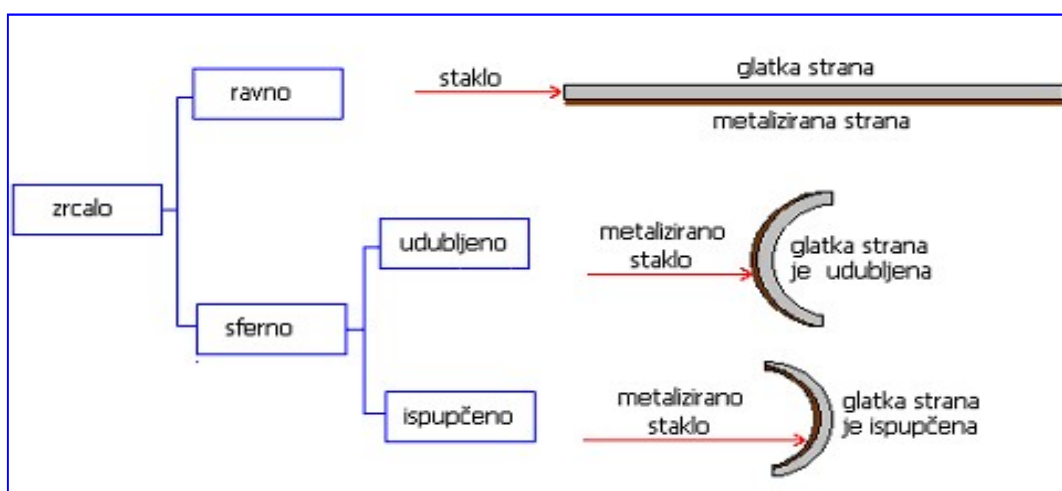 ravno
staklo
glatka strana
metalizirana strana
zrcalo
udubljeno
metalizirano
staklo
glatka strana
je udubljena
sferno
ispupčeno
metalizirano
staklo
glatka strana
je ispupčena